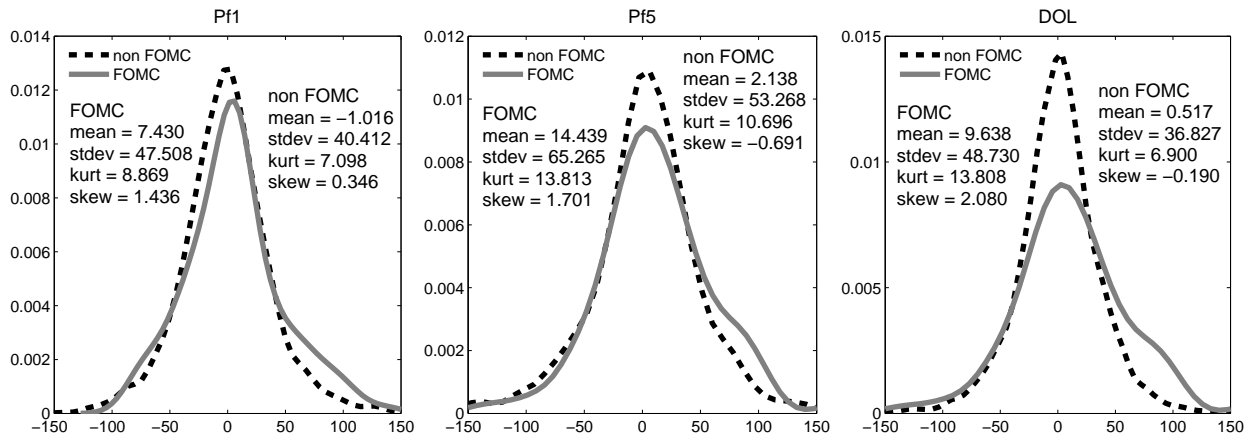 Pf1
0.014
0.012
0.01
0.008
0.006
0.004
0.002
0
−150
−100
−50
0
50
100
150
non FOMC
FOMC
FOMC
mean = 7.430
stdev = 47.508
kurt = 8.869
skew = 1.436
non FOMC
mean = −1.016
stdev = 40.412
kurt = 7.098
skew = 0.346
Pf5
0.012
0.01
0.008
0.006
0.004
0.002
0
−150
−100
−50
0
50
100
150
non FOMC
FOMC
FOMC
mean = 14.439
stdev = 65.265
kurt = 13.813
skew = 1.701
non FOMC
mean = 2.138
stdev = 53.268
kurt = 10.696
skew = −0.691
DOL
0.015
0.01
0.005
0
−150
−100
−50
0
50
100
150
non FOMC
FOMC
FOMC
mean = 9.638
stdev = 48.730
kurt = 13.808
skew = 2.080
non FOMC
mean = 0.517
stdev = 36.827
kurt = 6.900
skew = −0.190